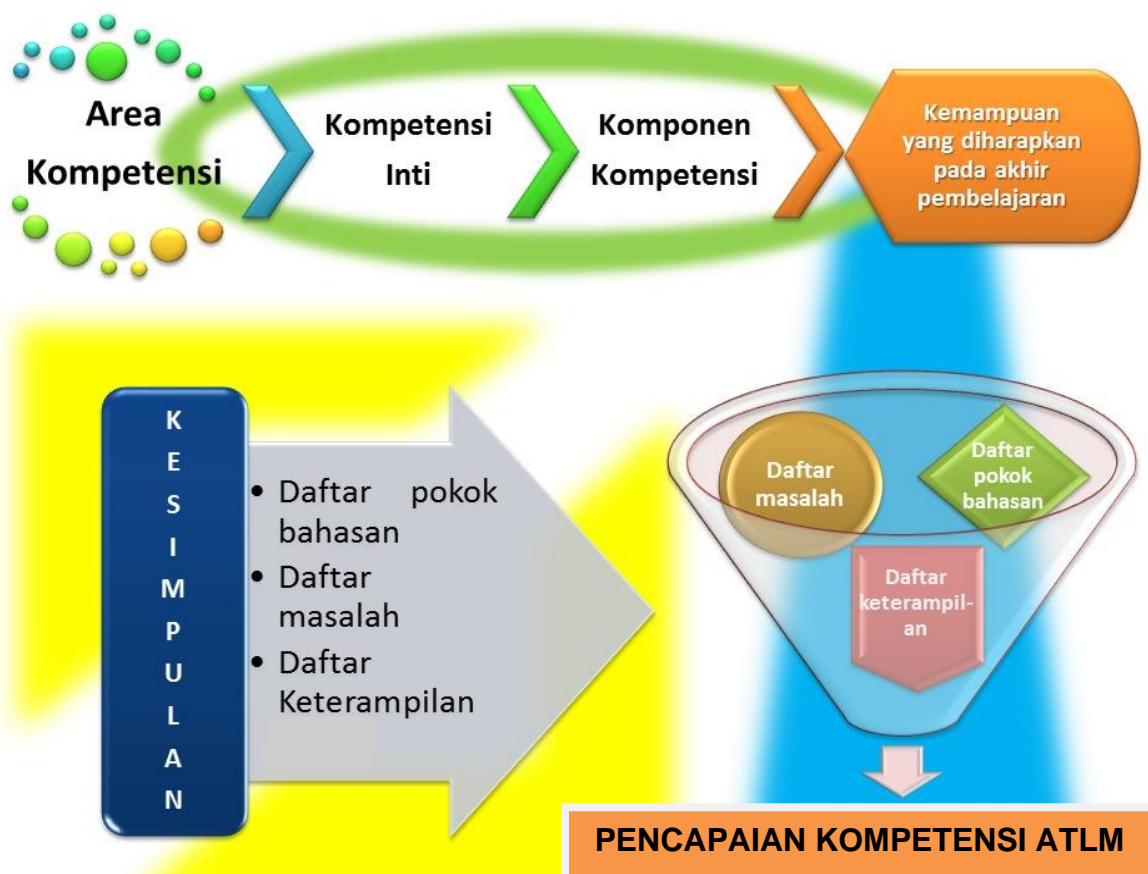 Area
Kompetensi
Kompetensi
Inti
Komponen
Kompetensi
Kemampuan
yang diharapkan
pada akhir
pembelajaran
K
E
S
I
M
P
U
L
A
N
• Daftar pokok
bahasan
• Daftar
masalah
• Daftar
Keterampilan
Daftar
masalah
Daftar
pokok
bahasan
Daftar
keterampil-
an
PENCAPAIAN KOMPETENSI ATLM